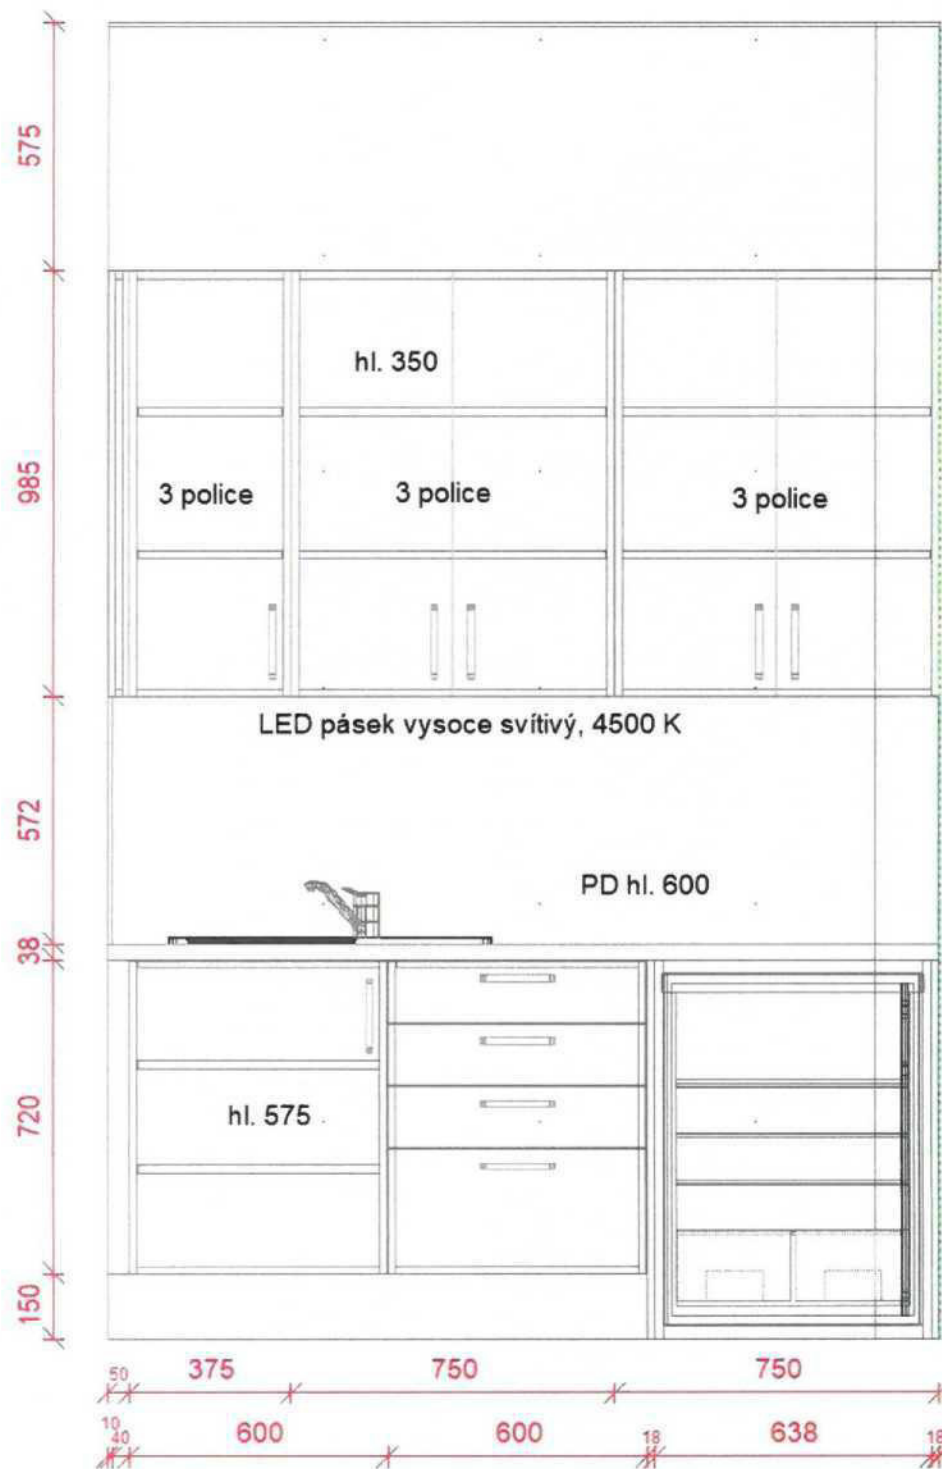 575
hl. 350
985
3 police
3 police
3 police
LED pásek vysoce svítivý, 4500 K
572
PD hl. 600
38
hl. 575
720
150
50 375 750 750
10 40 600 600 18 638 18